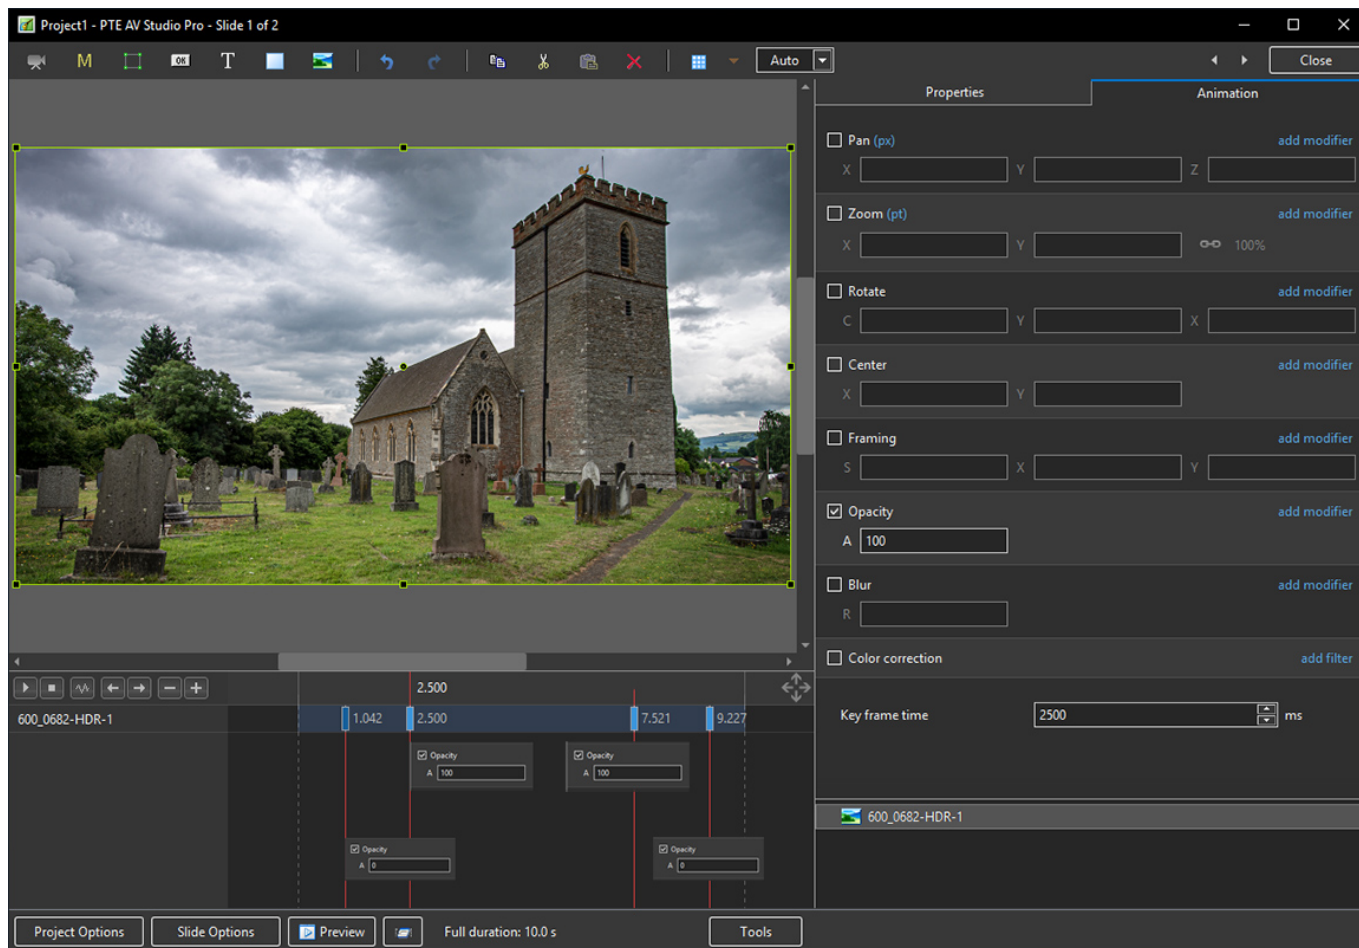 Project1 - PTE AV Studio Pro - Slide 1 of 2
M OK T Auto Close
Properties Animation
Pan (px) add modifier
X Y Z
Zoom (pt) add modifier
X Y 100%
Rotate add modifier
C Y X
Center add modifier
X Y
Framing add modifier
S X Y
Opacity add modifier
A 100
Blur add modifier
R
Color correction add filter
Key frame time 2500 ms
600_0682-HDR-1
2.500
600_0682-HDR-1 1.042 2.500 7.521 9.227
Opacity Opacity
A 100 A 100
Opacity Opacity
A 0 A 0
Project Options Slide Options Preview Full duration: 10.0 s Tools